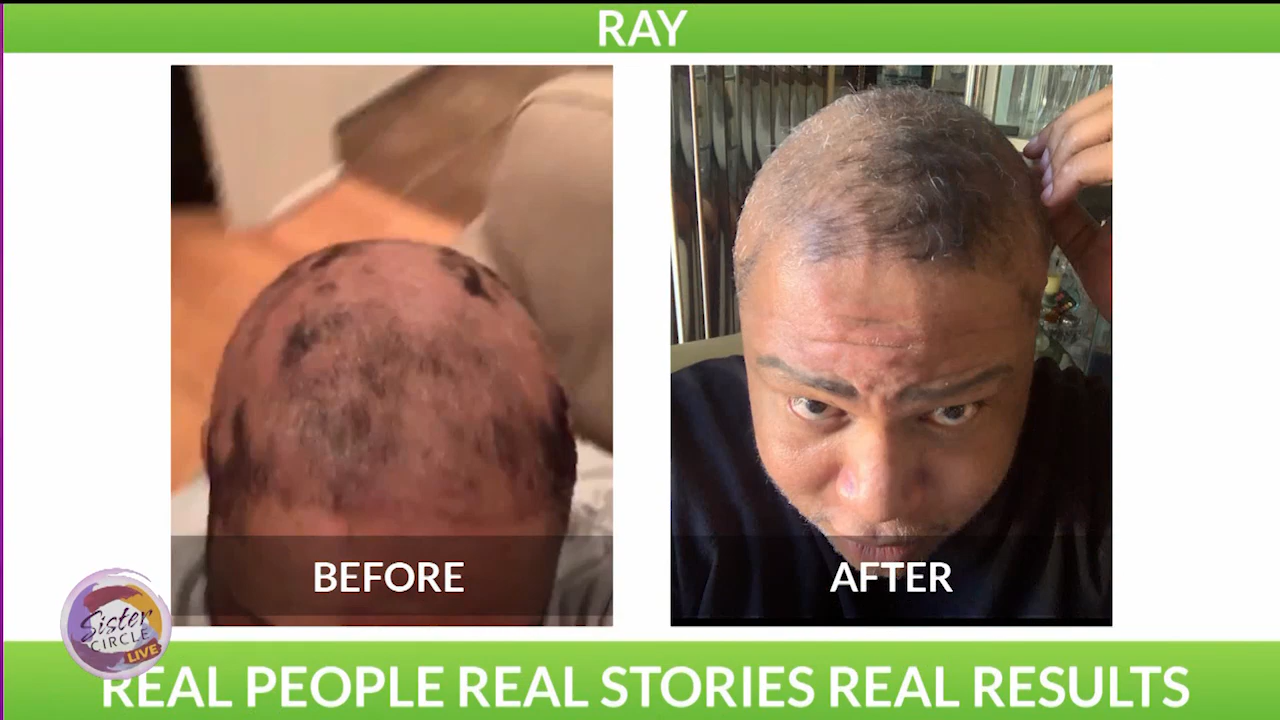 RAY
BEFORE
AFTER
Sister
CIRCLE
LIVE
REAL PEOPLE REAL STORIES REAL RESULTS